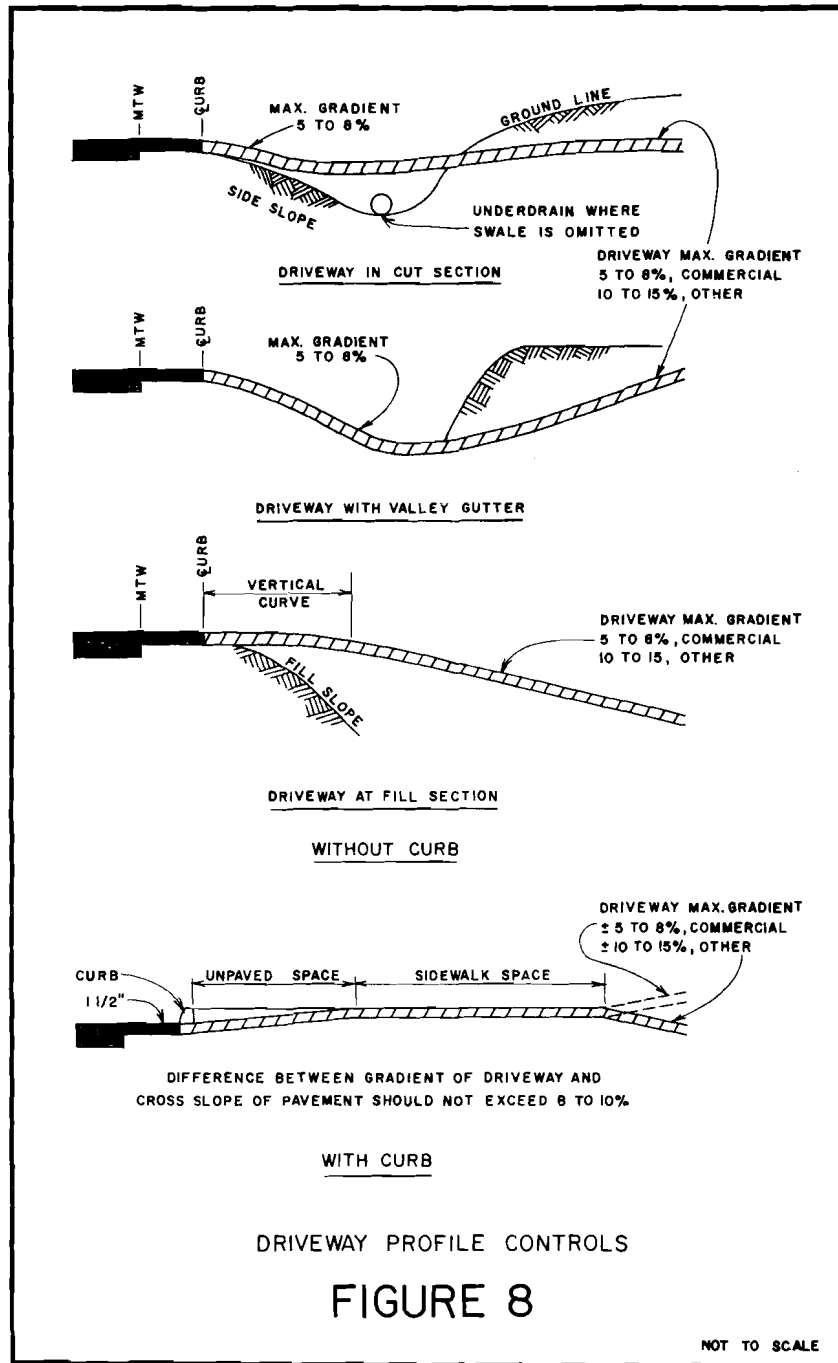 MTW
℄URB
MAX. GRADIENT
5 TO 8%
GROUND LINE
SIDE SLOPE
UNDERDRAIN WHERE
SWALE IS OMITTED
DRIVEWAY IN CUT SECTION
DRIVEWAY MAX. GRADIENT
5 TO 8%, COMMERCIAL
10 TO 15%, OTHER
MTW
℄URB
MAX. GRADIENT
5 TO 8%
DRIVEWAY WITH VALLEY GUTTER
MTW
℄URB
VERTICAL
CURVE
DRIVEWAY MAX. GRADIENT
5 TO 8%, COMMERCIAL
10 TO 15, OTHER
FILL SLOPE
DRIVEWAY AT FILL SECTION
WITHOUT CURB
DRIVEWAY MAX. GRADIENT
± 5 TO 8%, COMMERCIAL
± 10 TO 15%, OTHER
CURB
1 1/2"
UNPAVED SPACE
SIDEWALK SPACE
DIFFERENCE BETWEEN GRADIENT OF DRIVEWAY AND
CROSS SLOPE OF PAVEMENT SHOULD NOT EXCEED 8 TO 10%
WITH CURB
DRIVEWAY PROFILE CONTROLS
FIGURE 8
NOT TO SCALE